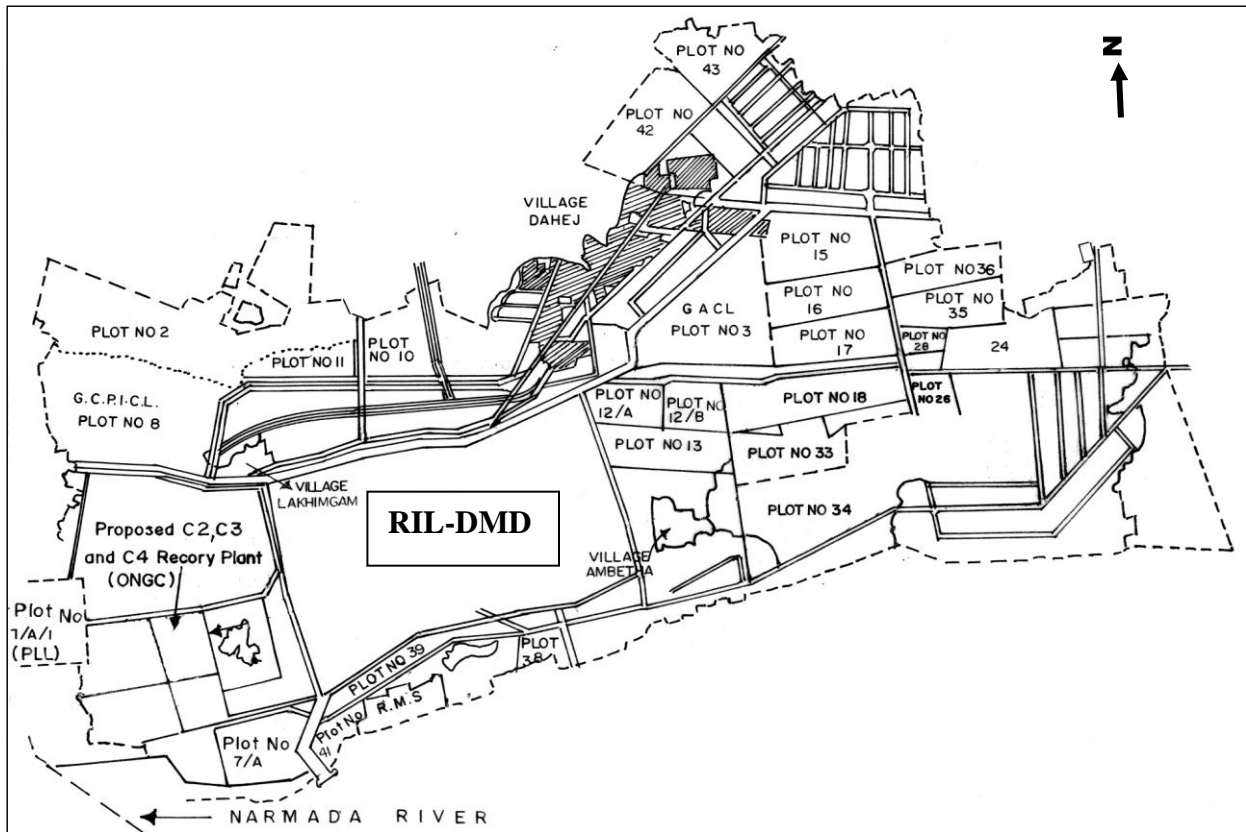 N
PLOT NO
43
PLOT NO
42
VILLAGE
DAHEJ
PLOT NO
15
PLOT NO 36
PLOT NO
16
PLOT NO
35
G A C L
PLOT NO 3
PLOT NO
17
PLOT NO
28
24
PLOT NO 2
PLOT NO 11
PLOT
NO 10
PLOT
NO 26
G.C.P.I.C.L.
PLOT NO 8
PLOT NO
12/A
PLOT NO
12/B
PLOT NO 18
PLOT NO 13
PLOT NO 33
VILLAGE
LAKHIMGAM
RIL-DMD
PLOT NO 34
VILLAGE
AMBETHA
Proposed C2,C3
and C4 Recory Plant
(ONGC)
Plot No
7/A/1
(PLL)
PLOT NO 39
PLOT
38
R.M.S
Plot No
41
Plot No
7/A
NARMADA RIVER